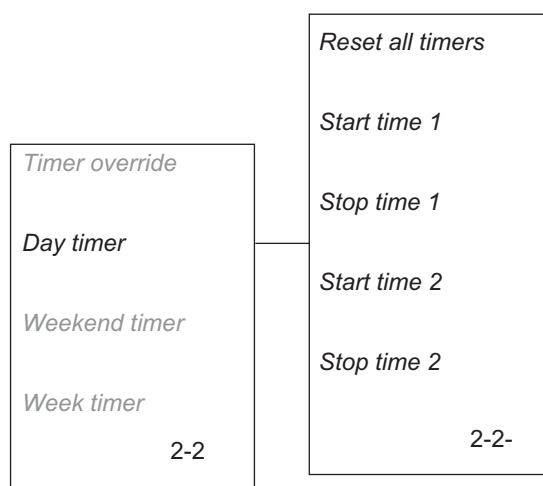 Timer override
Day timer
Weekend timer
Week timer
2-2
Reset all timers
Start time 1
Stop time 1
Start time 2
Stop time 2
2-2-